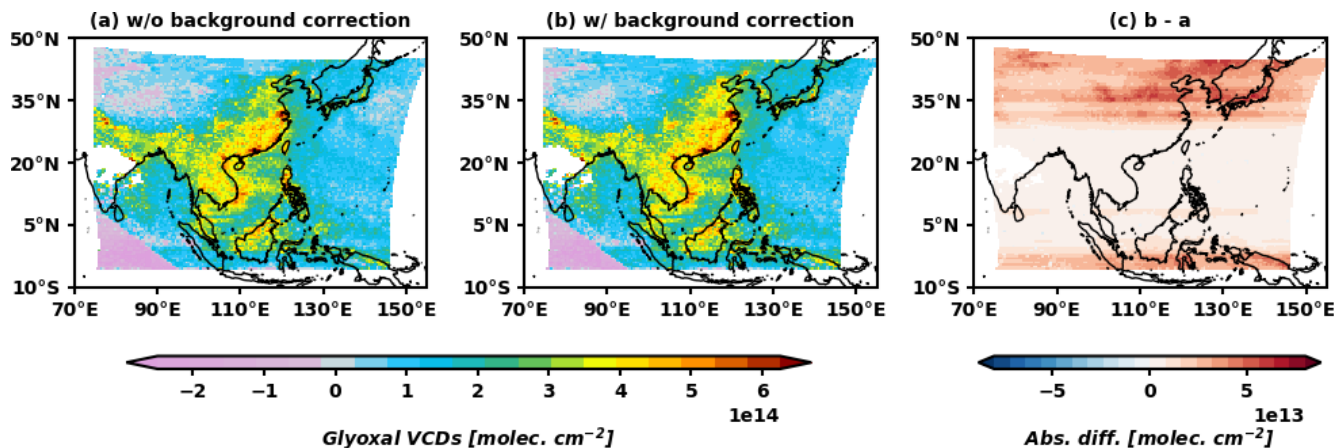 (a) w/o background correction
(b) w/ background correction
(c) b - a
50°N
35°N
20°N
5°N
10°S
70°E
90°E
110°E
130°E
150°E
50°N
35°N
20°N
5°N
10°S
70°E
90°E
110°E
130°E
150°E
50°N
35°N
20°N
5°N
10°S
70°E
90°E
110°E
130°E
150°E
−2 −1 0 1 2 3 4 5 6
1e14
Glyoxal VCDs [molec. cm⁻²]
−5 0 5
1e13
Abs. diff. [molec. cm⁻²]